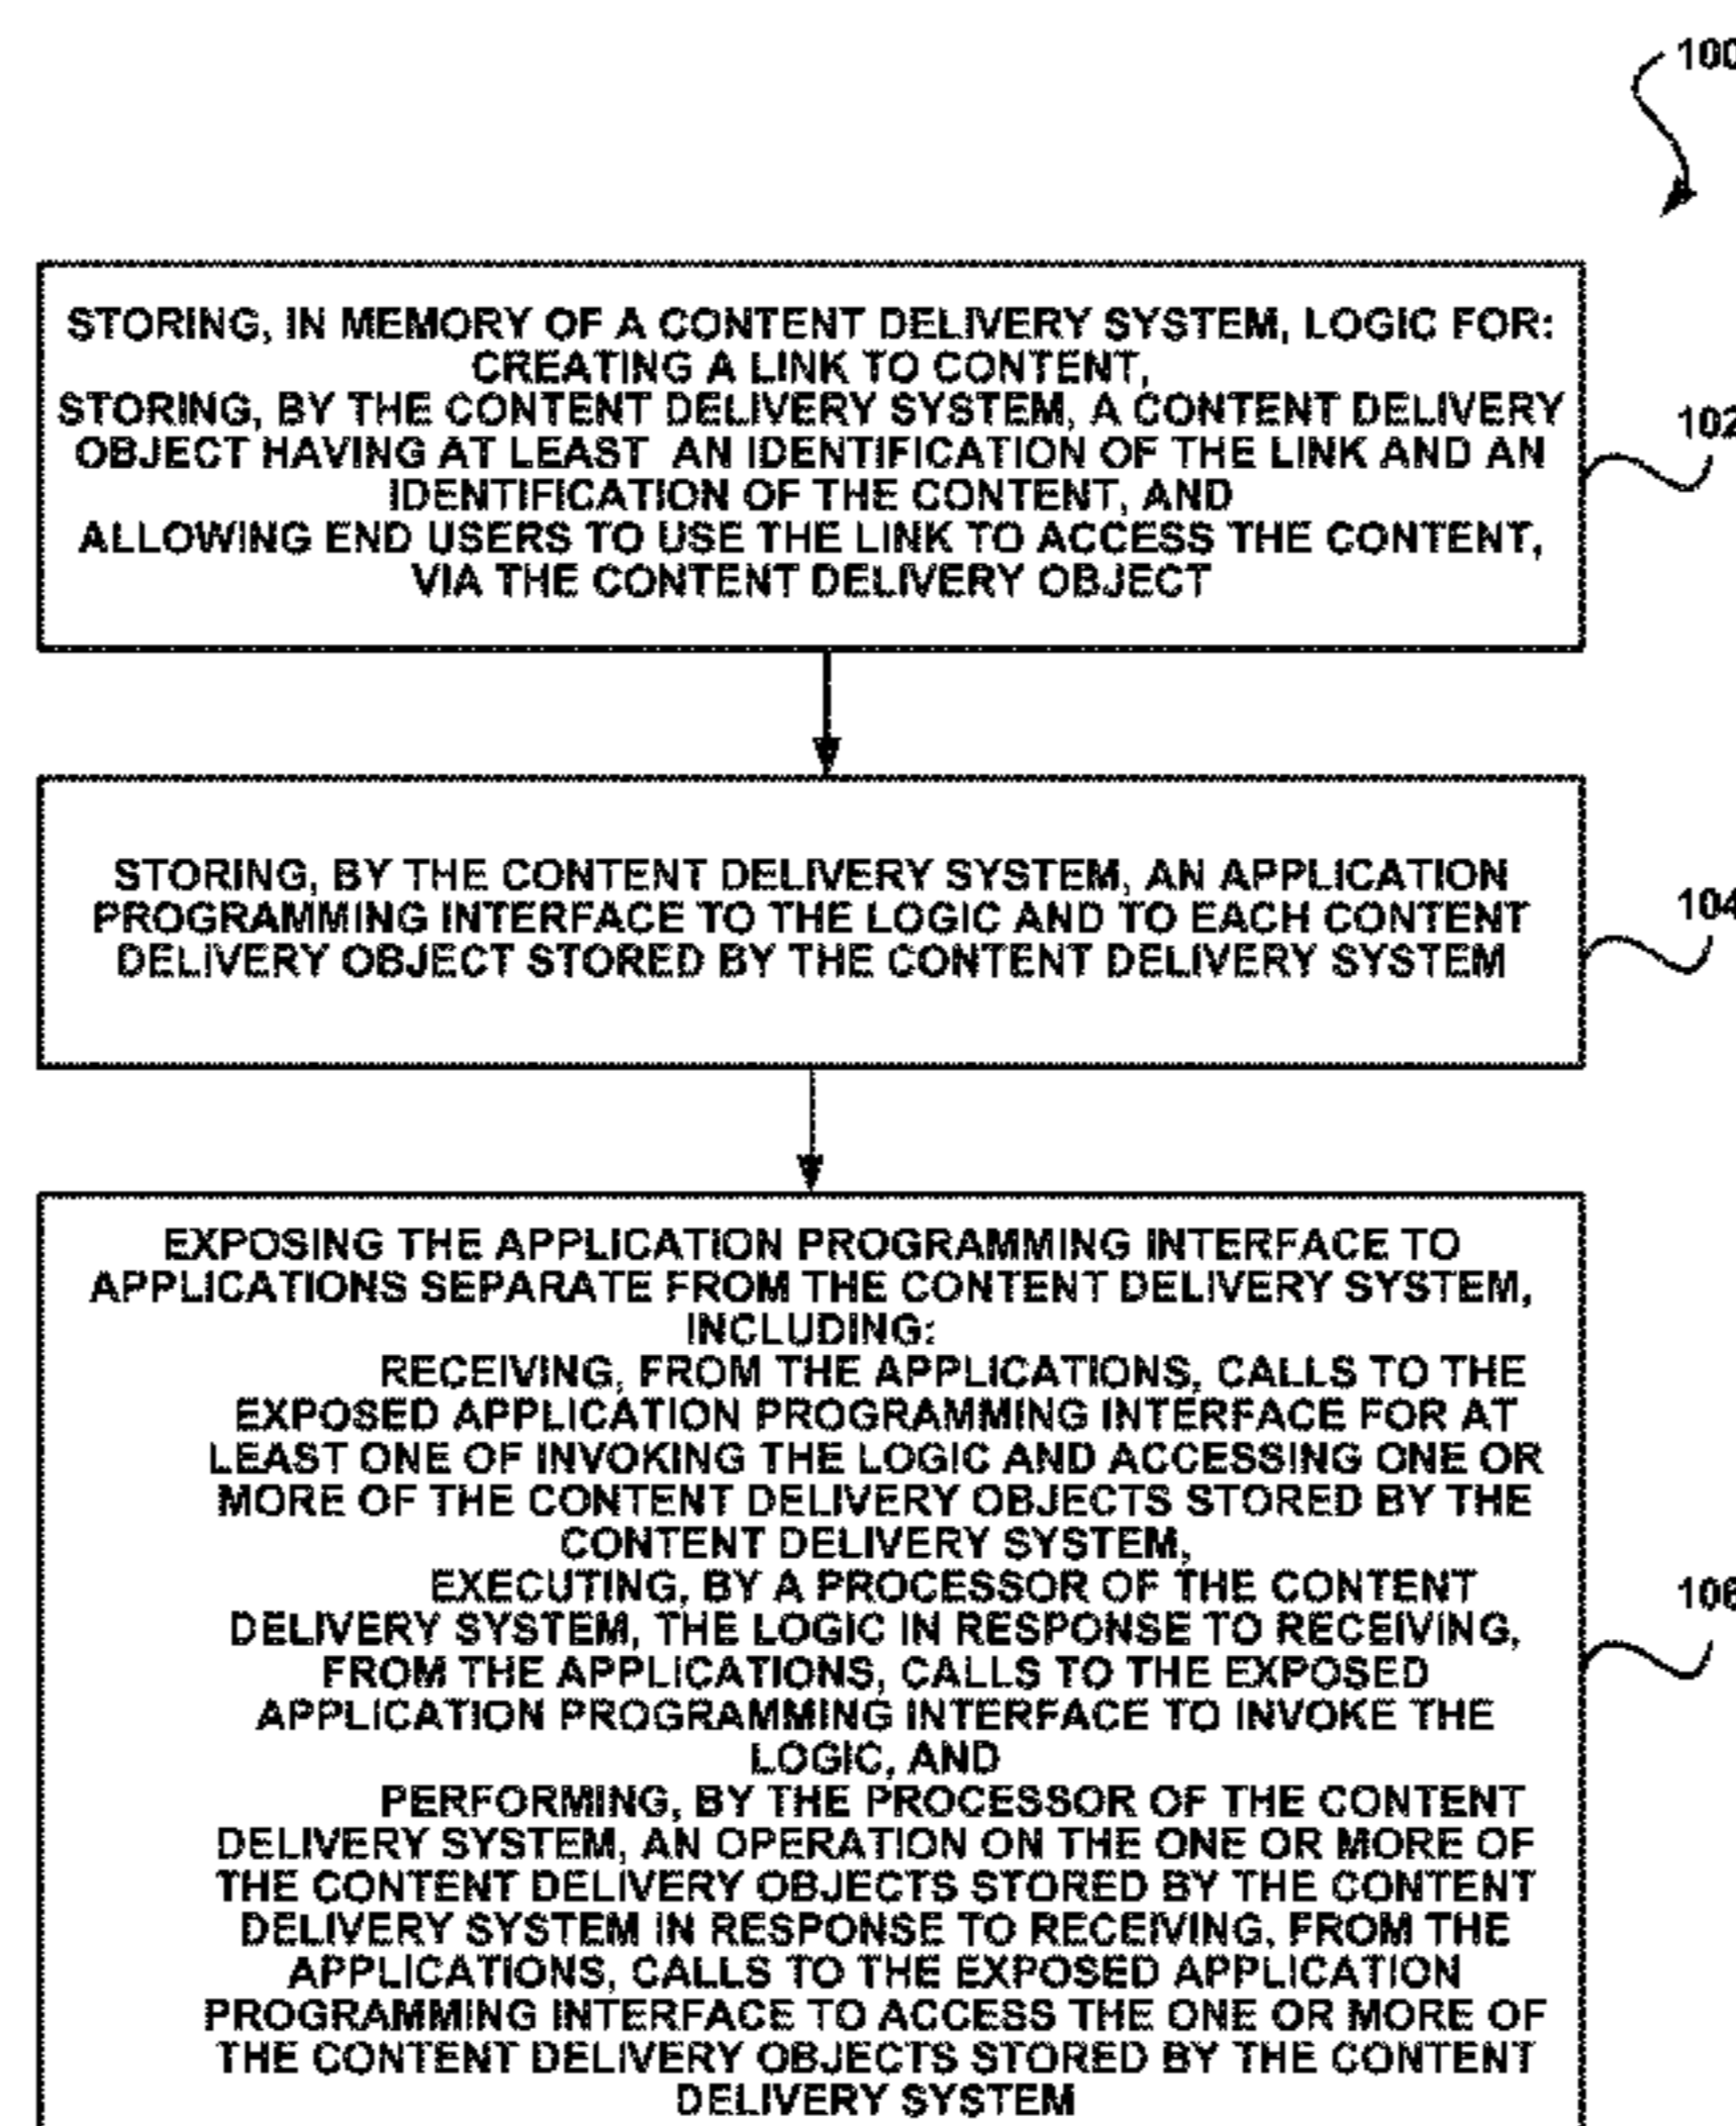 100
STORING, IN MEMORY OF A CONTENT DELIVERY SYSTEM, LOGIC FOR:
CREATING A LINK TO CONTENT,
STORING, BY THE CONTENT DELIVERY SYSTEM, A CONTENT DELIVERY
OBJECT HAVING AT LEAST AN IDENTIFICATION OF THE LINK AND AN
IDENTIFICATION OF THE CONTENT, AND
ALLOWING END USERS TO USE THE LINK TO ACCESS THE CONTENT,
VIA THE CONTENT DELIVERY OBJECT
102
STORING, BY THE CONTENT DELIVERY SYSTEM, AN APPLICATION
PROGRAMMING INTERFACE TO THE LOGIC AND TO EACH CONTENT
DELIVERY OBJECT STORED BY THE CONTENT DELIVERY SYSTEM
104
EXPOSING THE APPLICATION PROGRAMMING INTERFACE TO
APPLICATIONS SEPARATE FROM THE CONTENT DELIVERY SYSTEM,
INCLUDING:
RECEIVING, FROM THE APPLICATIONS, CALLS TO THE
EXPOSED APPLICATION PROGRAMMING INTERFACE FOR AT
LEAST ONE OF INVOKING THE LOGIC AND ACCESSING ONE OR
MORE OF THE CONTENT DELIVERY OBJECTS STORED BY THE
CONTENT DELIVERY SYSTEM,
EXECUTING, BY A PROCESSOR OF THE CONTENT
DELIVERY SYSTEM, THE LOGIC IN RESPONSE TO RECEIVING,
FROM THE APPLICATIONS, CALLS TO THE EXPOSED
APPLICATION PROGRAMMING INTERFACE TO INVOKE THE
LOGIC, AND
PERFORMING, BY THE PROCESSOR OF THE CONTENT
DELIVERY SYSTEM, AN OPERATION ON THE ONE OR MORE OF
THE CONTENT DELIVERY OBJECTS STORED BY THE CONTENT
DELIVERY SYSTEM IN RESPONSE TO RECEIVING, FROM THE
APPLICATIONS, CALLS TO THE EXPOSED APPLICATION
PROGRAMMING INTERFACE TO ACCESS THE ONE OR MORE OF
THE CONTENT DELIVERY OBJECTS STORED BY THE CONTENT
DELIVERY SYSTEM
106